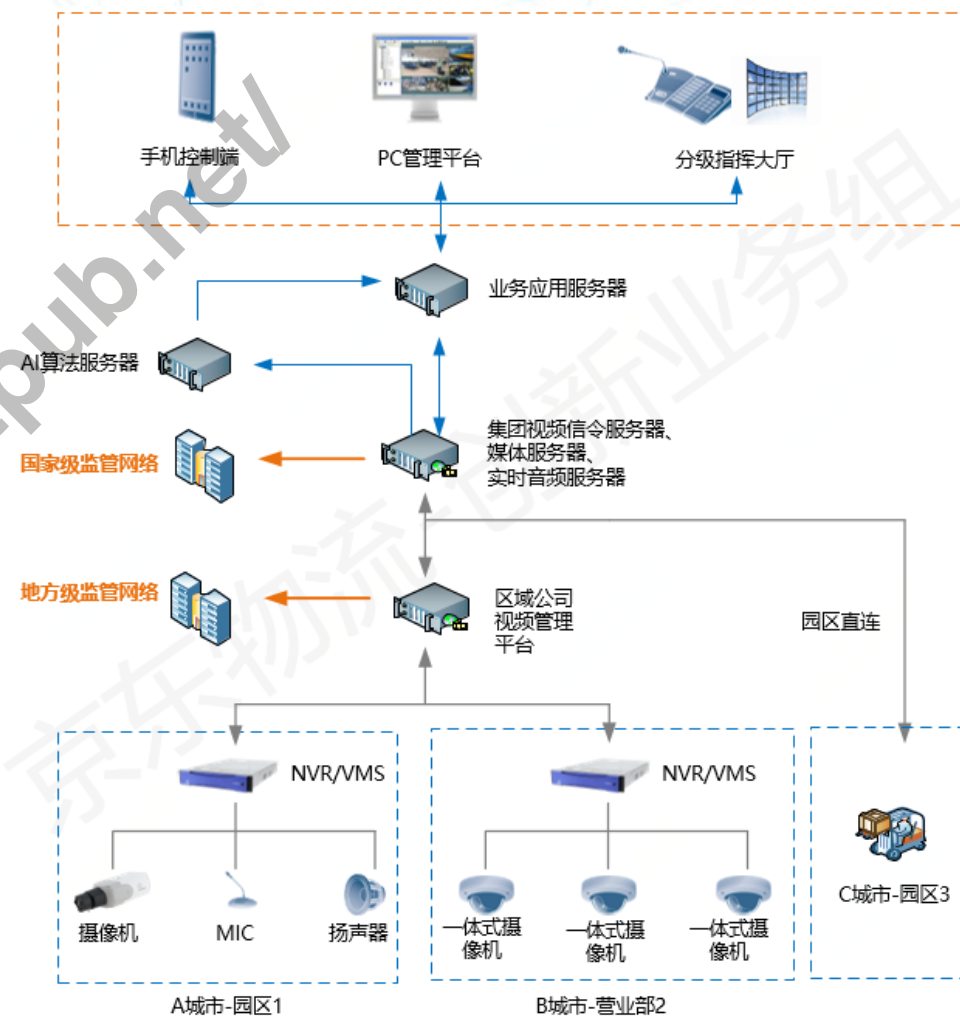 手机控制端
PC管理平台
分级指挥大厅
业务应用服务器
AI算法服务器
集团视频信令服务器、
媒体服务器、
实时音频服务器
国家级监管网络
地方级监管网络
区域公司
视频管理
平台
园区直连
NVR/VMS
NVR/VMS
摄像机
MIC
扬声器
一体式摄
像机
一体式摄
像机
一体式摄
像机
C城市-园区3
A城市-园区1
B城市-营业部2
京东物流-创新业务组
pub.net/